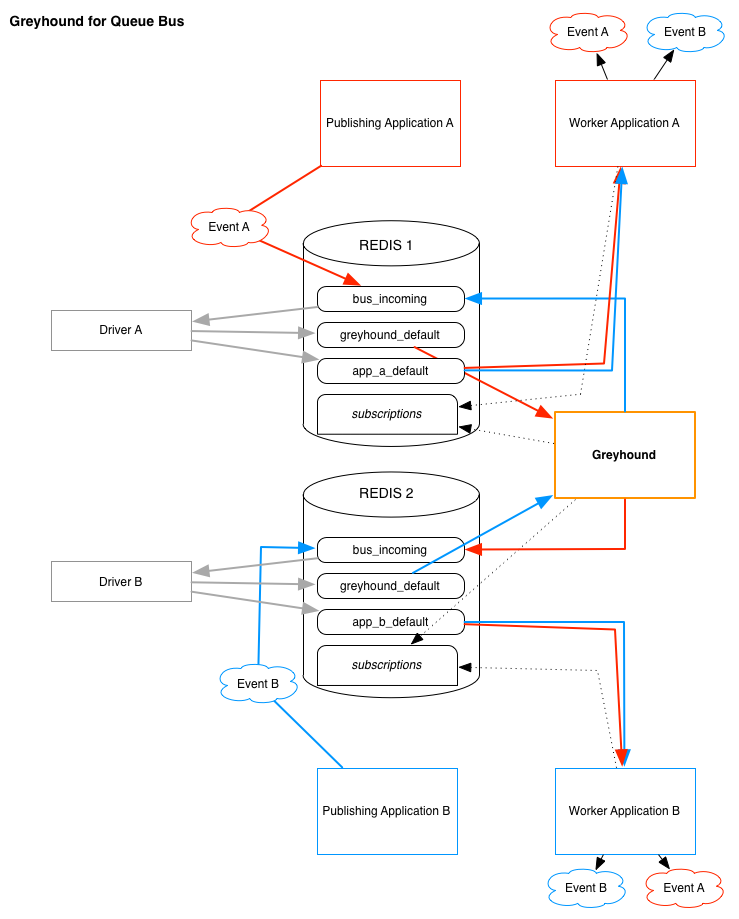 Greyhound for Queue Bus
Event A
Event B
Publishing Application A
Worker Application A
Event A
REDIS 1
bus_incoming
Driver A
greyhound_default
app_a_default
subscriptions
Greyhound
REDIS 2
bus_incoming
Driver B
greyhound_default
app_b_default
subscriptions
Event B
Publishing Application B
Worker Application B
Event B
Event A